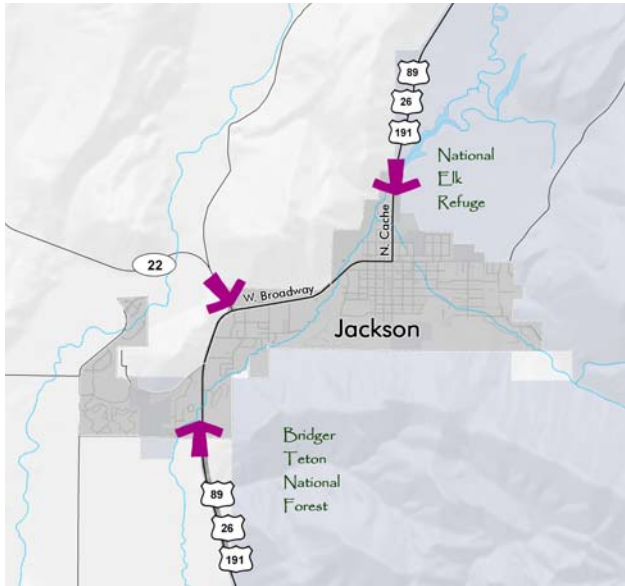 89
26
191
National
Elk
Refuge
N. Cache
22
W. Broadway
Jackson
Bridger
Teton
National
Forest
89
26
191